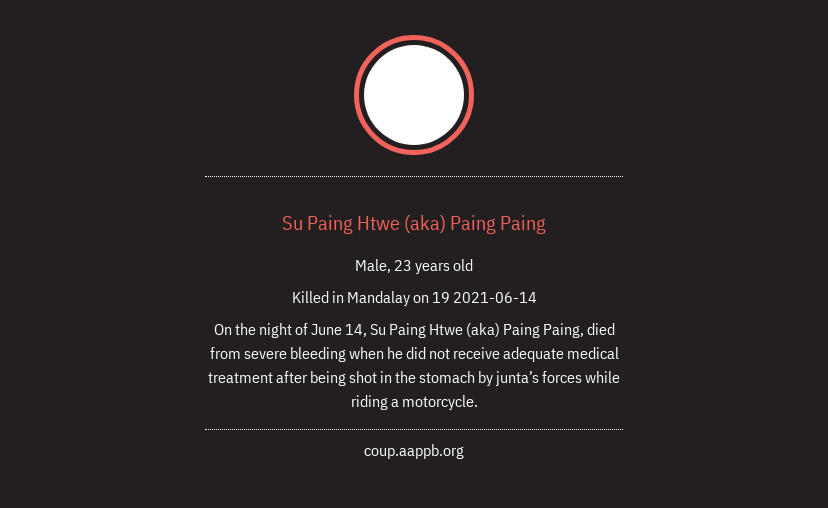 Su Paing Htwe (aka) Paing Paing
Male, 23 years old
Killed in Mandalay on 19 2021-06-14
On the night of June 14, Su Paing Htwe (aka) Paing Paing, died
from severe bleeding when he did not receive adequate medical
treatment after being shot in the stomach by junta’s forces while
riding a motorcycle.
coup.aappb.org